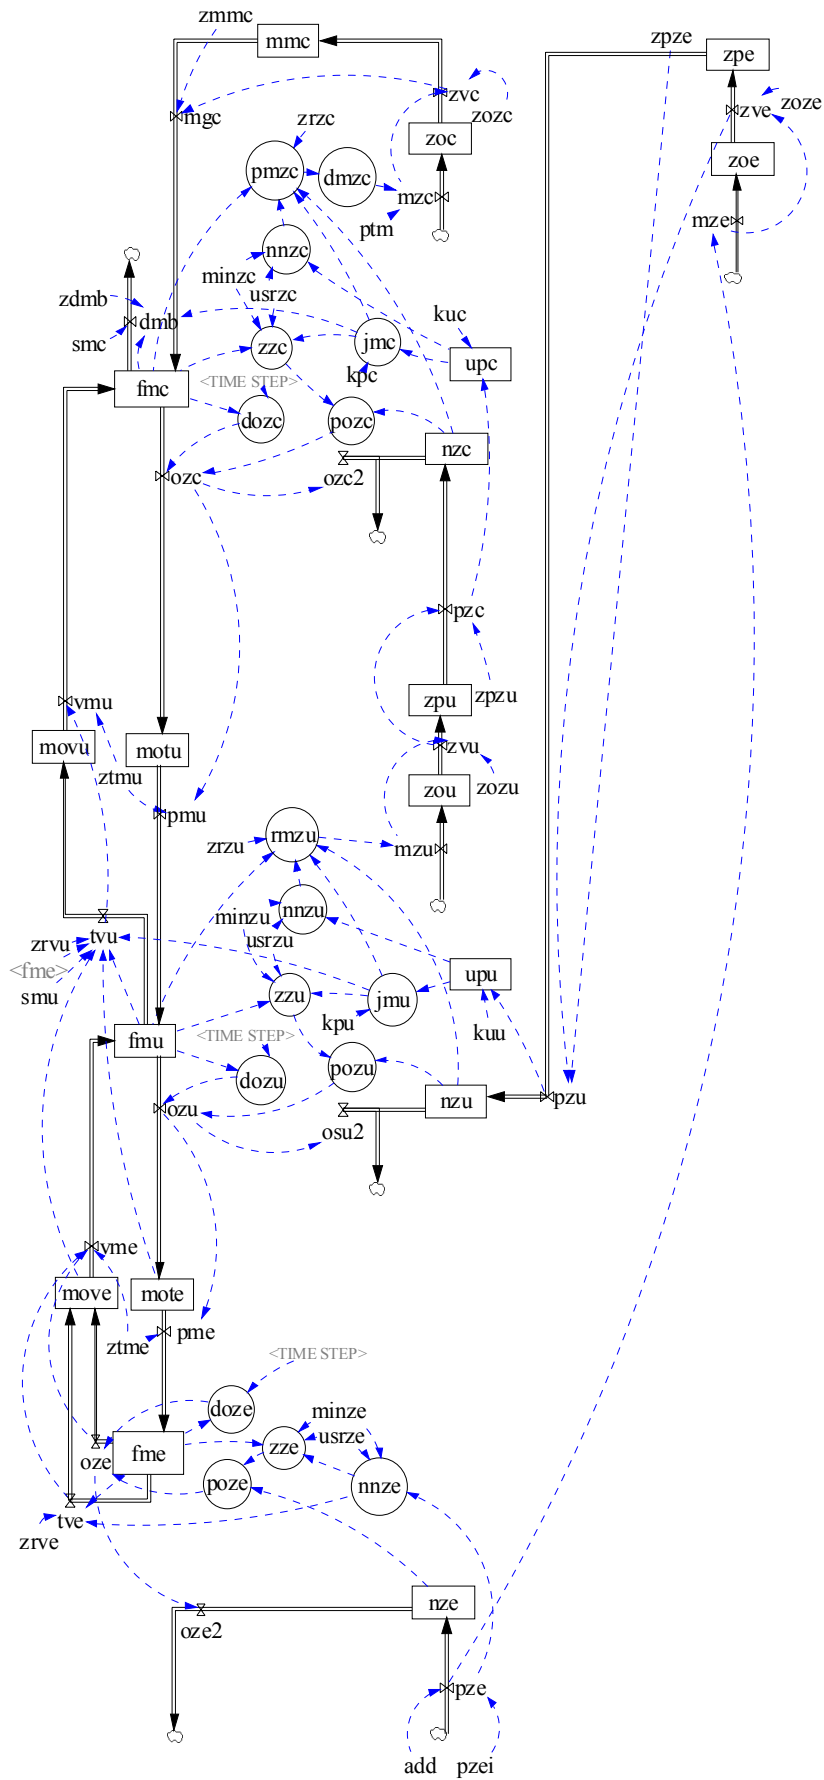 zmmc
mmc
zpze
zpe
mgc
zvc
zozc
zve
zoze
zrzc
zoc
zoe
pmzc
dmzc
mzc
ptm
mze
nnzc
minzc
usrzc
zdmb
dmb
smc
kuc
zzc
jmc
upc
kpc
<TIME STEP>
fmc
dozc
pozc
nzc
ozc
ozc2
pzc
vmu
zpu
zpzu
movu
motu
zvu
ztmu
zou
zozu
pmu
rmzu
zrzu
mzu
nnzu
minzu
usrzu
zrvu
tvu
<fme>
smu
zzu
jmu
upu
kpu
kuu
fmu
<TIME STEP>
dozu
pozu
nzu
pzu
ozu
osu2
vme
move
mote
ztme
pme
<TIME STEP>
doze
minze
usrze
oze
fme
zze
poze
nnze
tve
zrve
nze
oze2
pze
add
pzei